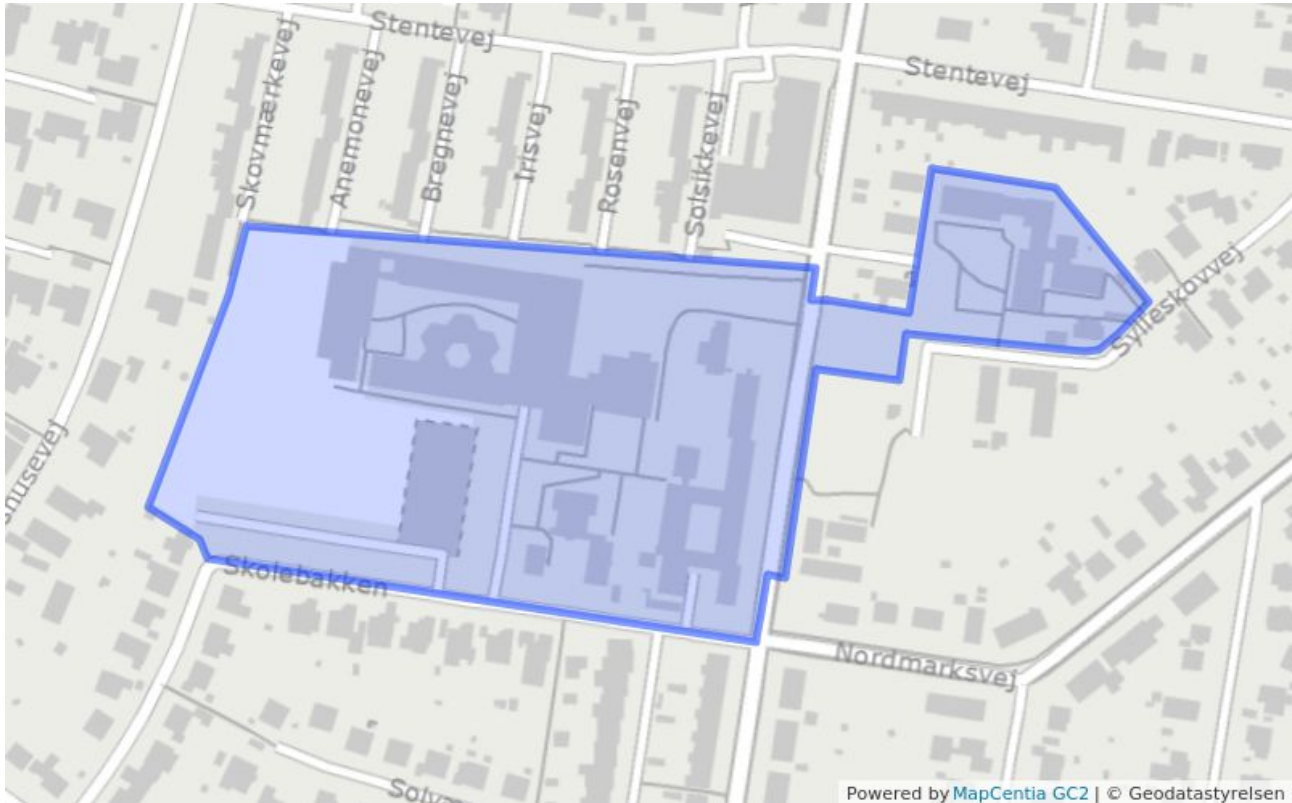 Stentevej
Stentevej
Skovmærkevej
Anemonevej
Bregnevej
Irisvej
Rosenvej
Solsikkevej
Sylleskovvej
Skolebakken
Nordmarksvej
Powered by MapCentia GC2 | © Geodatastyrelsen